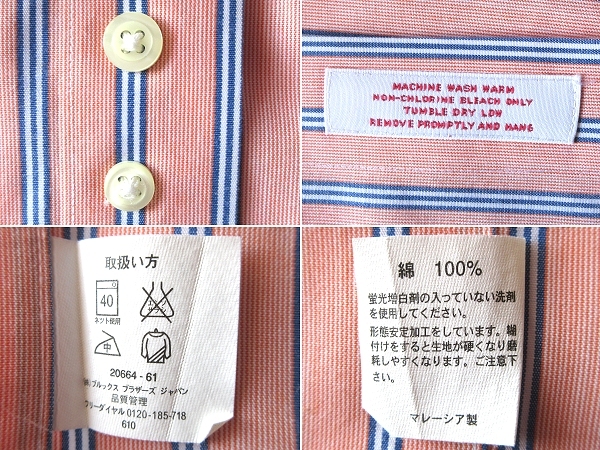 MACHINE WASH WARM
NON-CHLORINE BLEACH ONLY
TUMBLE DRY LOW
REMOVE PROMPTLY AND HANG
取扱い方
40
ネット使用
エンソ
サラシ
中
20664-61
ブルックス ブラザーズ ジャパン
品質管理
フリーダイヤル 0120-185-718
610
綿 100%
蛍光増白剤の入っていない洗剤
を使用してください。
形態安定加工をしています。糊
付けをすると生地が硬くなり磨
耗しやすくなります。ご注意下
さい。
マレーシア製